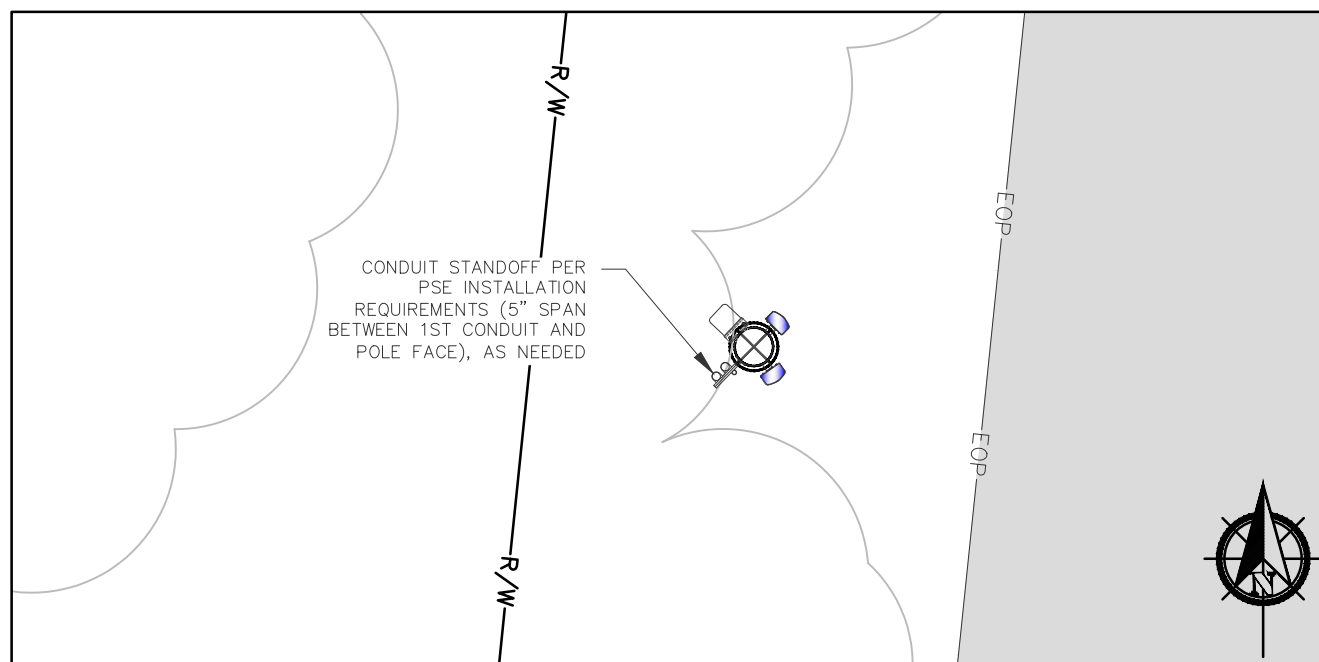 R/W
EOP
CONDUIT STANDOFF PER
PSE INSTALLATION
REQUIREMENTS (5" SPAN
BETWEEN 1ST CONDUIT AND
POLE FACE), AS NEEDED
EOP
R/W
N